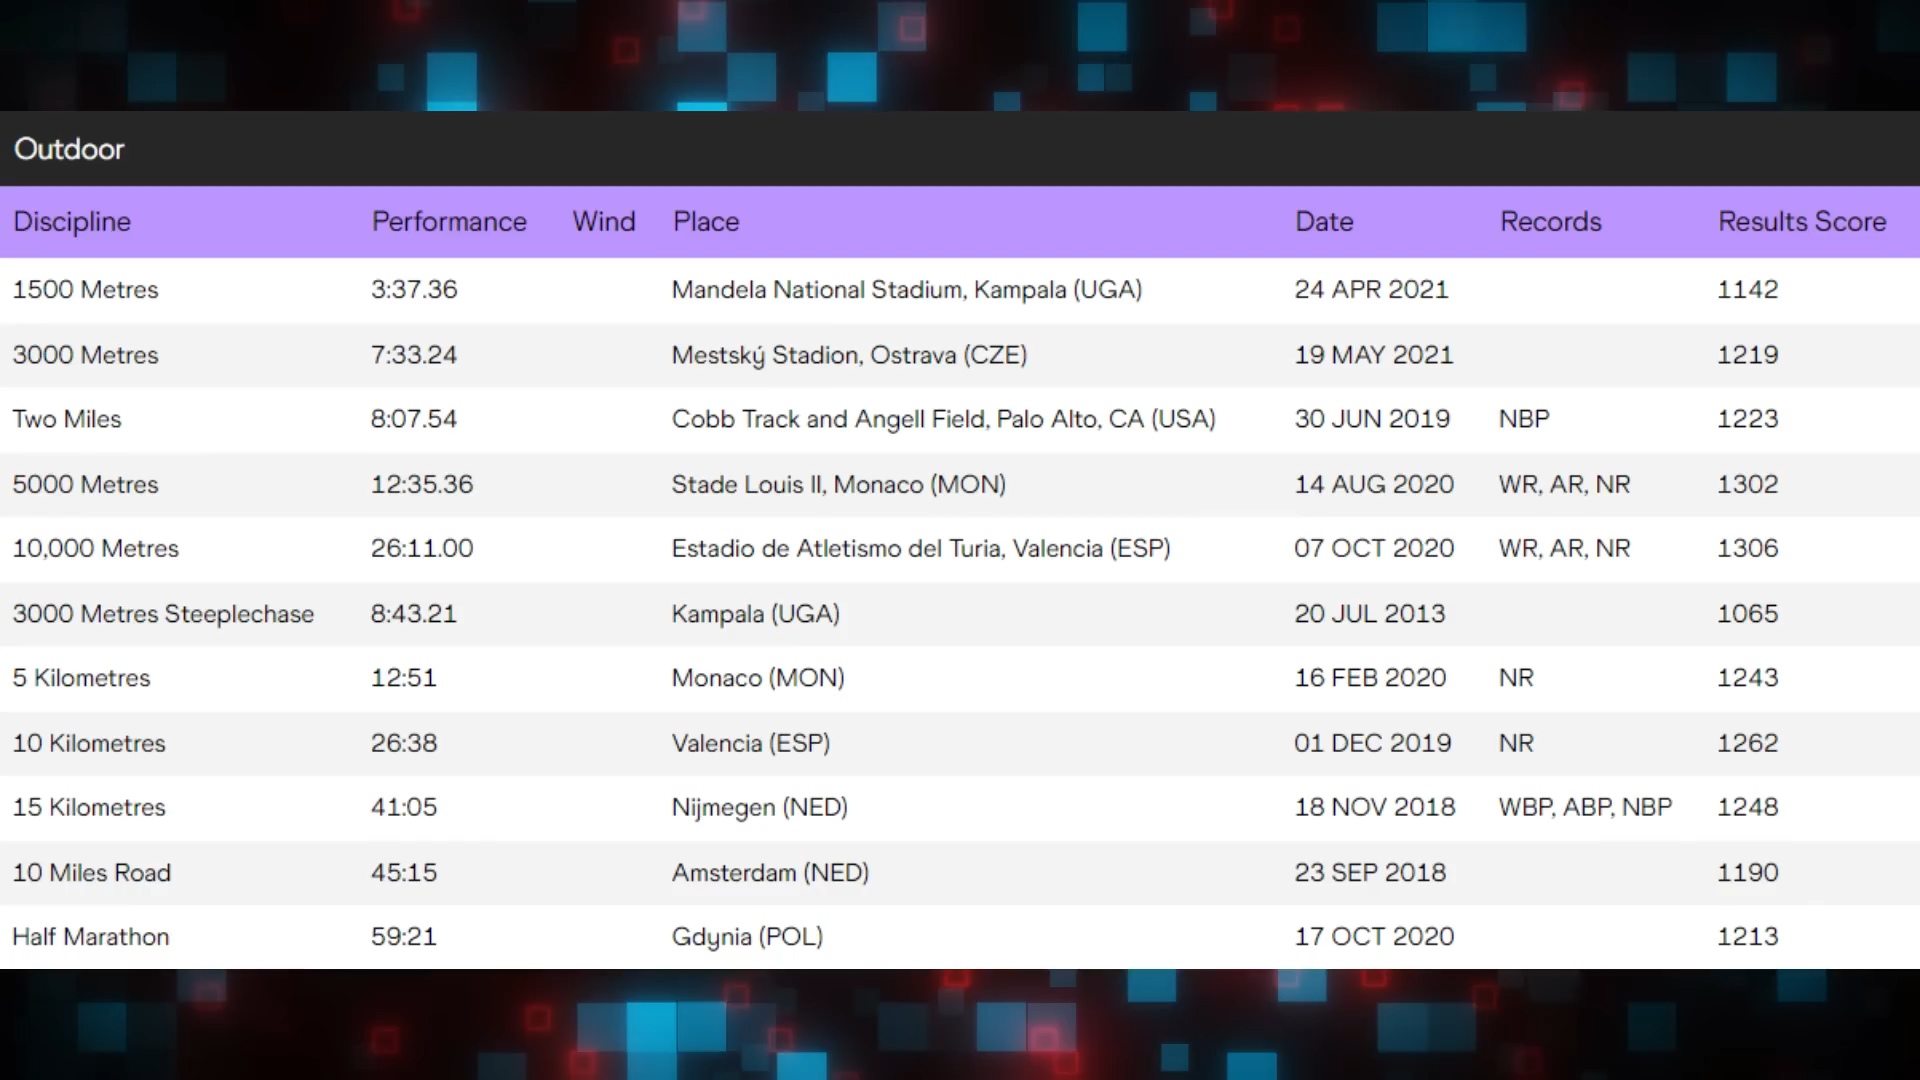 Outdoor
Discipline Performance Wind Place Date Records Results Score
1500 Metres 3:37.36 Mandela National Stadium, Kampala (UGA) 24 APR 2021 1142
3000 Metres 7:33.24 Mestský Stadion, Ostrava (CZE) 19 MAY 2021 1219
Two Miles 8:07.54 Cobb Track and Angell Field, Palo Alto, CA (USA) 30 JUN 2019 NBP 1223
5000 Metres 12:35.36 Stade Louis II, Monaco (MON) 14 AUG 2020 WR, AR, NR 1302
10,000 Metres 26:11.00 Estadio de Atletismo del Turia, Valencia (ESP) 07 OCT 2020 WR, AR, NR 1306
3000 Metres Steeplechase 8:43.21 Kampala (UGA) 20 JUL 2013 1065
5 Kilometres 12:51 Monaco (MON) 16 FEB 2020 NR 1243
10 Kilometres 26:38 Valencia (ESP) 01 DEC 2019 NR 1262
15 Kilometres 41:05 Nijmegen (NED) 18 NOV 2018 WBP, ABP, NBP 1248
10 Miles Road 45:15 Amsterdam (NED) 23 SEP 2018 1190
Half Marathon 59:21 Gdynia (POL) 17 OCT 2020 1213